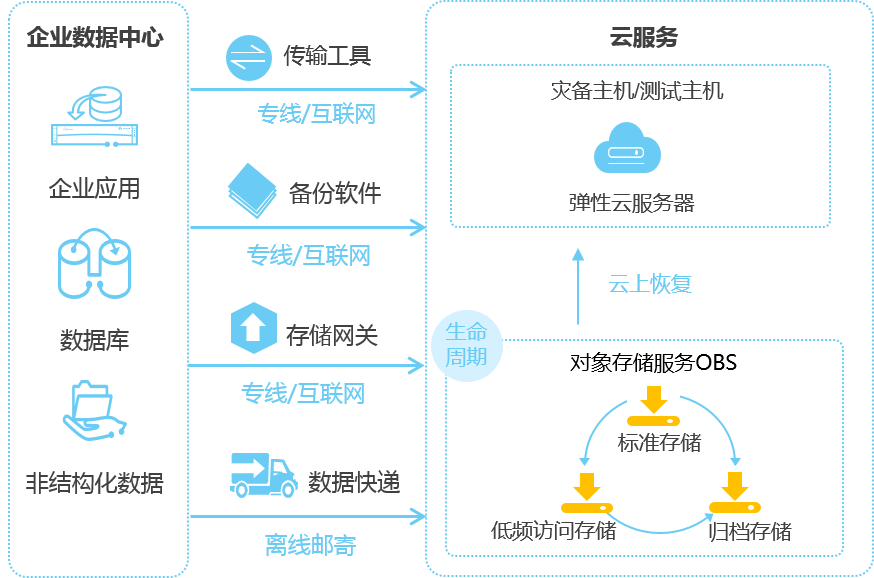 企业数据中心
企业应用
数据库
非结构化数据
传输工具
专线/互联网
备份软件
专线/互联网
存储网关
专线/互联网
数据快递
离线邮寄
云服务
灾备主机/测试主机
弹性云服务器
云上恢复
生命
周期
对象存储服务OBS
标准存储
低频访问存储
归档存储